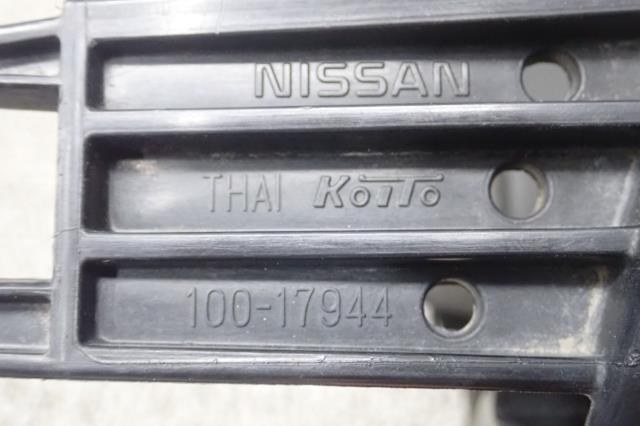 NISSAN
THAI KOITO
100-17944